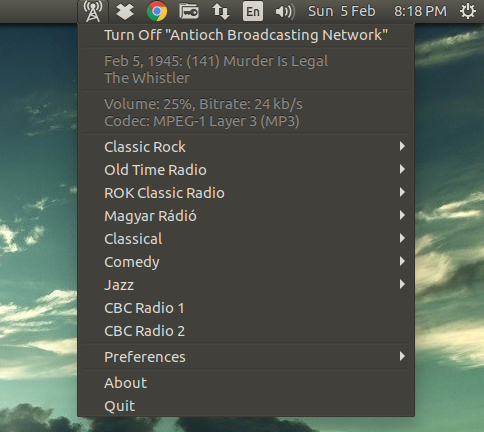 En Sun 5 Feb 8:18 PM
Turn Off "Antioch Broadcasting Network"
Feb 5, 1945: (141) Murder Is Legal
The Whistler
Volume: 25%, Bitrate: 24 kb/s
Codec: MPEG-1 Layer 3 (MP3)
Classic Rock
Old Time Radio
ROK Classic Radio
Magyar Rádió
Classical
Comedy
Jazz
CBC Radio 1
CBC Radio 2
Preferences
About
Quit